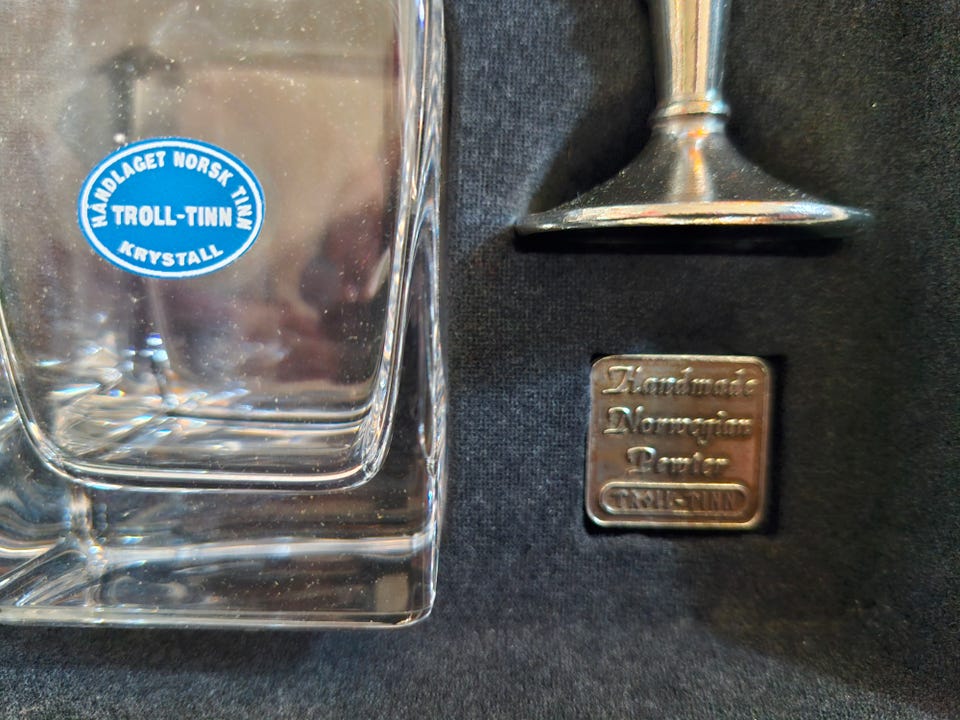 HÅNDLAGET NORSK TINN
TROLL-TINN
KRYSTALL
Handmade
Norwegian
Pewter
TROLL-TINN